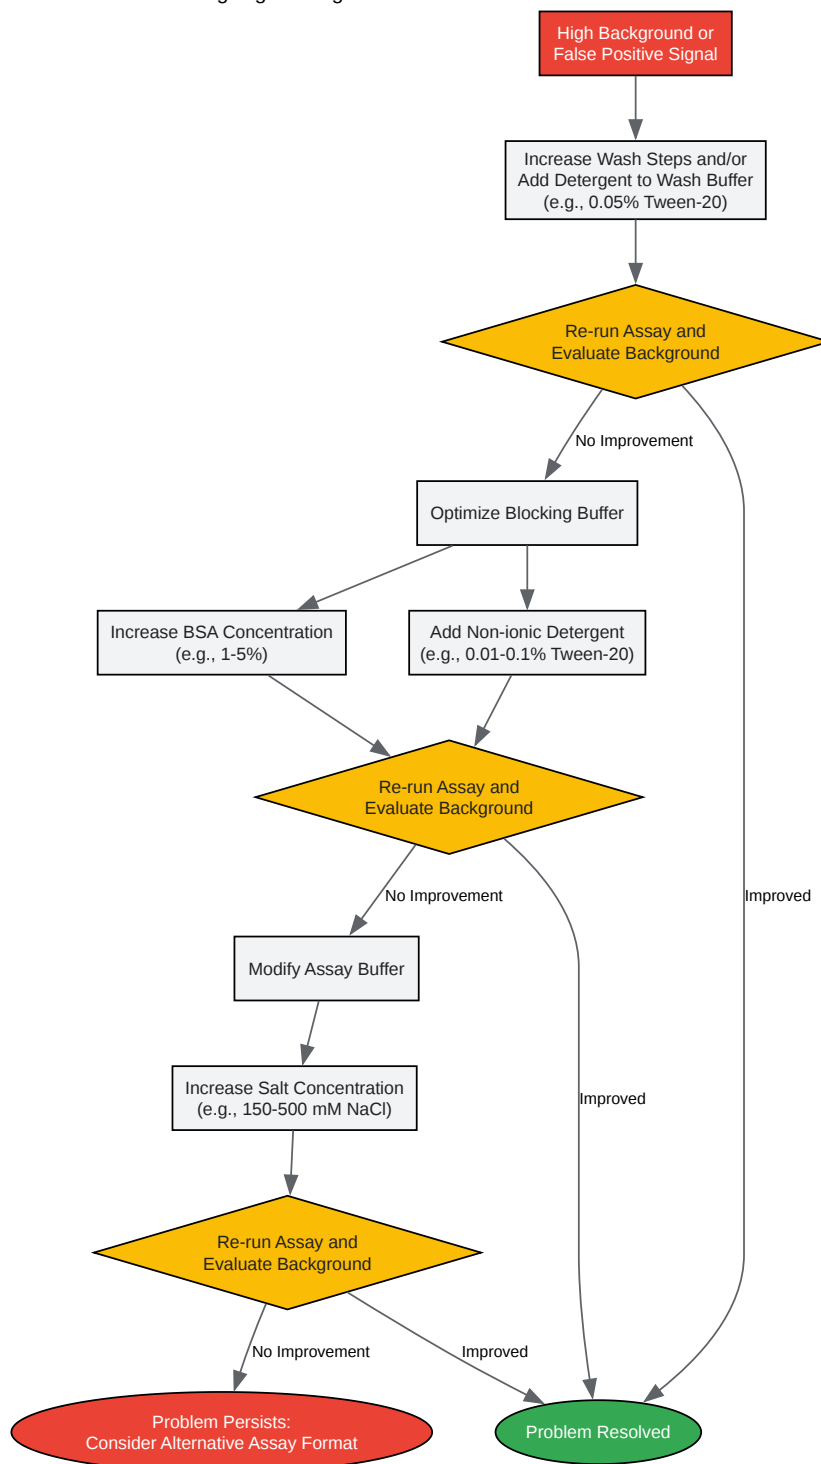 High Background or
False Positive Signal
Increase Wash Steps and/or
Add Detergent to Wash Buffer
(e.g., 0.05% Tween-20)
Re-run Assay and
Evaluate Background
No Improvement
Optimize Blocking Buffer
Increase BSA Concentration
(e.g., 1-5%)
Add Non-ionic Detergent
(e.g., 0.01-0.1% Tween-20)
Re-run Assay and
Evaluate Background
No Improvement
Improved
Modify Assay Buffer
Increase Salt Concentration
(e.g., 150-500 mM NaCl)
Improved
Re-run Assay and
Evaluate Background
No Improvement
Improved
Problem Persists:
Consider Alternative Assay Format
Problem Resolved